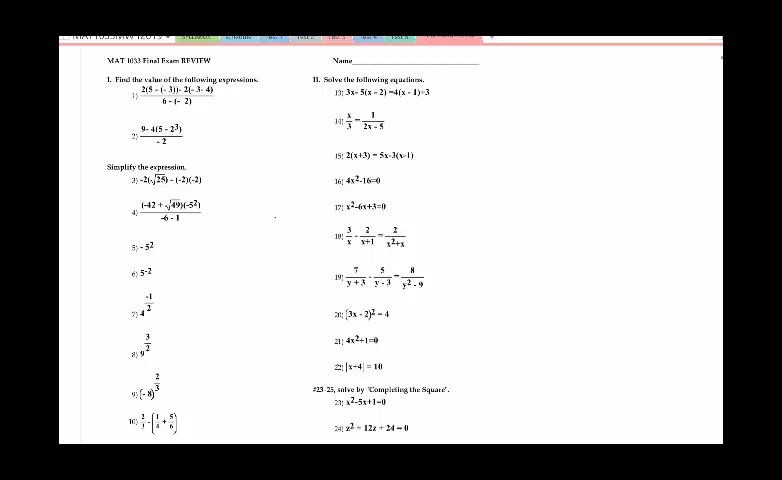 MAT 1033 Final Exam REVIEW
Name
I. Find the value of the following expressions.
1) 2(5 - (- 3))- 2(- 3- 4) / 6 - (- 2)
2) 9- 4(5 - 2³) / - 2
Simplify the expression.
3) -2(-√25) - (-2)(-2)
4) (-42 + √49)(-5²) / -6 - 1
5) - 5²
6) 5⁻²
7) 4^(-1/2)
8) 9^(3/2)
9) (- 8)^(2/3)
10) 2/3 - (1/4 + 5/6)
II. Solve the following equations.
13) 3x- 5(x - 2) =4(x - 1)+3
14) x/3 = 1/(2x - 5)
15) 2(x+3) = 5x-3(x-1)
16) 4x²-16=0
17) x²-6x+3=0
18) 3/x - 2/(x+1) = 2/(x²+x)
19) 7/(y + 3) - 5/(y - 3) = 8/(y² - 9)
20) (3x - 2)² = 4
21) 4x²+1=0
22) |x+4| = 10
#23-25, solve by "Completing the Square".
23) x²-5x+1=0
24) z² + 12z + 24 = 0